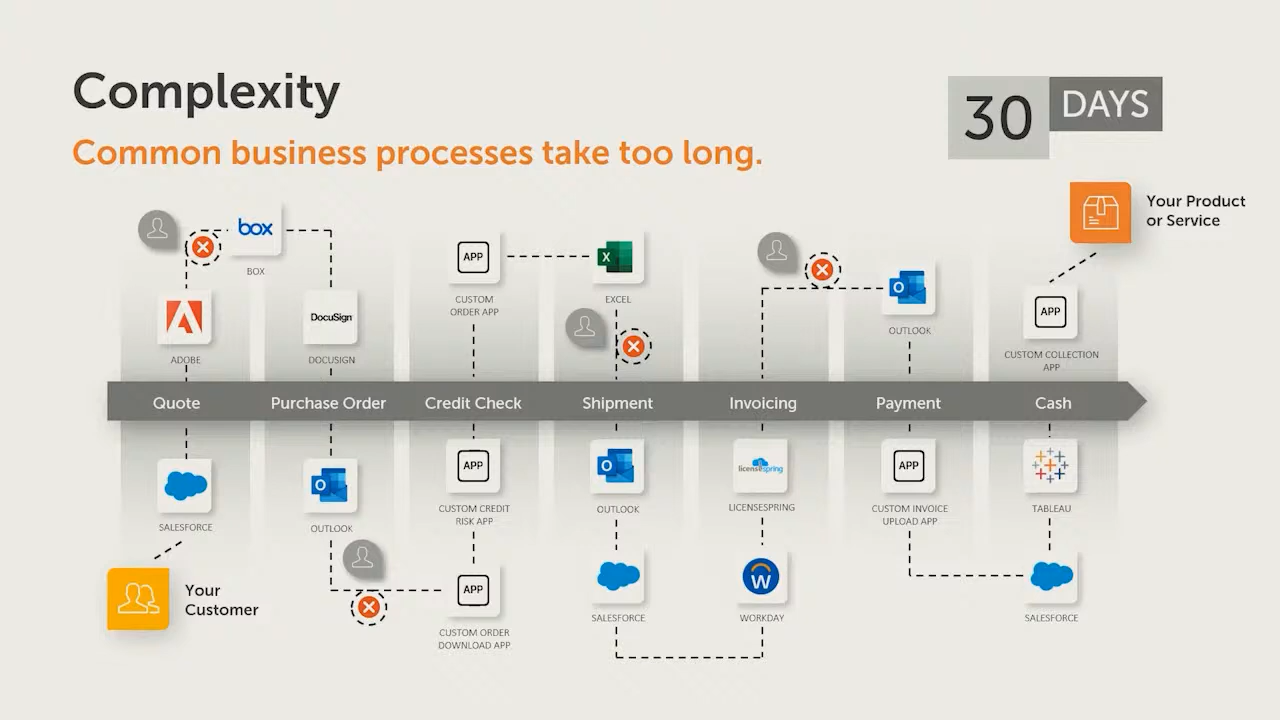 Complexity
Common business processes take too long.
30 DAYS
Your Product
or Service
box
BOX
ADOBE
DocuSign
DOCUSIGN
APP
CUSTOM
ORDER APP
X
EXCEL
O
OUTLOOK
APP
CUSTOM COLLECTION
APP
Quote
Purchase Order
Credit Check
Shipment
Invoicing
Payment
Cash
SALESFORCE
O
OUTLOOK
APP
CUSTOM CREDIT
RISK APP
O
OUTLOOK
licensespring
LICENSESPRING
APP
CUSTOM INVOICE
UPLOAD APP
TABLEAU
Your
Customer
APP
CUSTOM ORDER
DOWNLOAD APP
SALESFORCE
W
WORKDAY
SALESFORCE